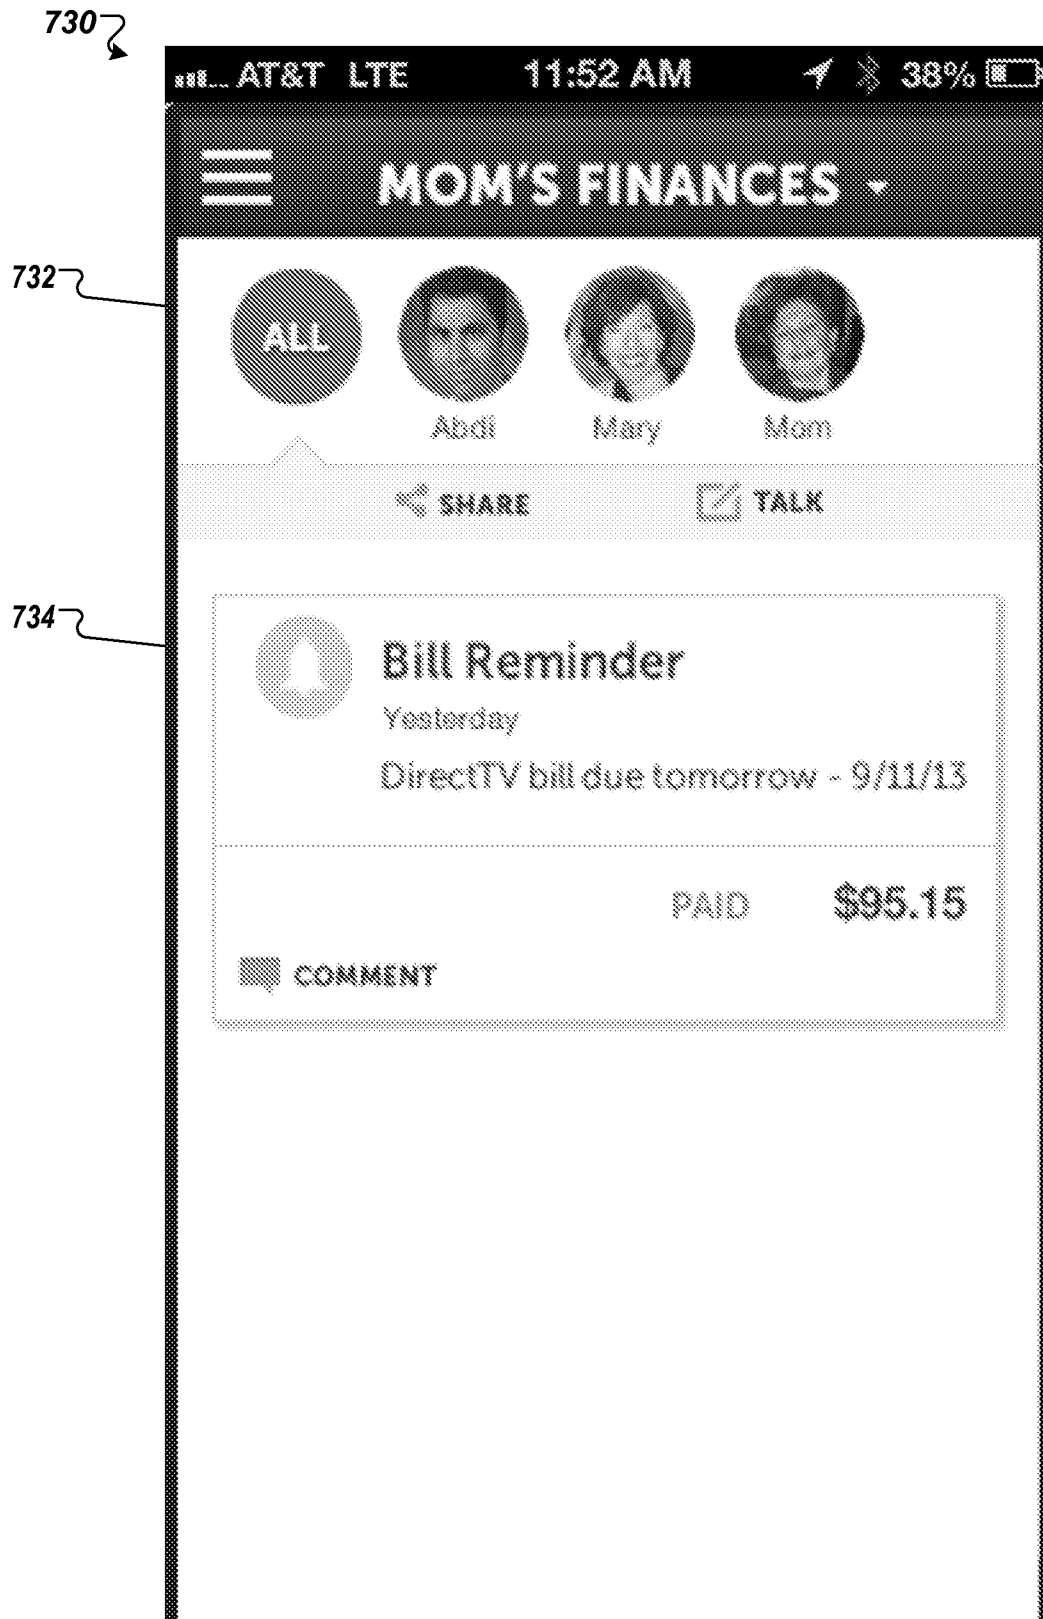 730
AT&T LTE 11:52 AM 38%
MOM'S FINANCES
732
ALL
Abdi Mary Mom
SHARE TALK
734
Bill Reminder
Yesterday
DirectTV bill due tomorrow - 9/11/13
PAID $95.15
COMMENT